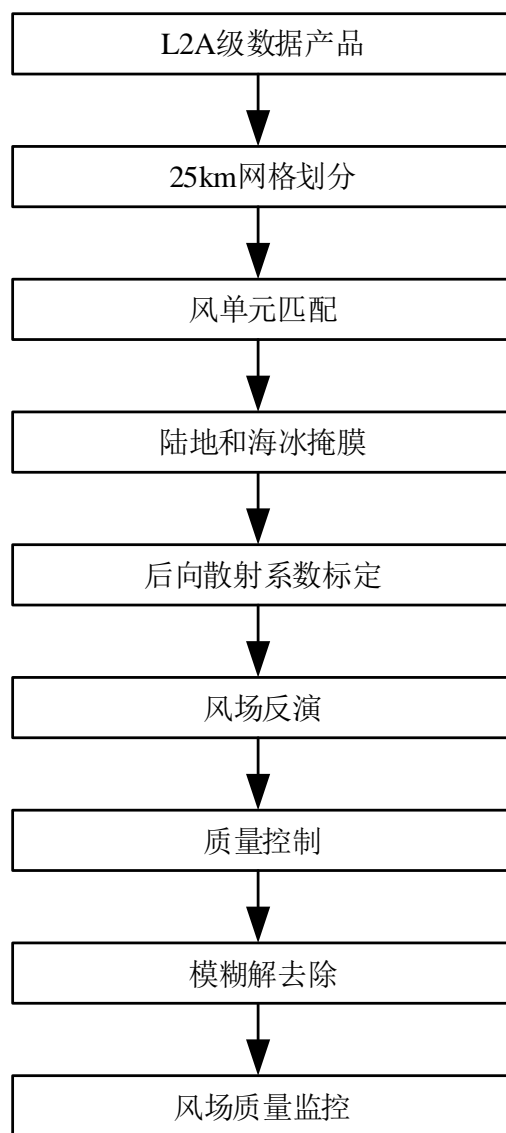 L2A级数据产品
25km网格划分
风单元匹配
陆地和海冰掩膜
后向散射系数标定
风场反演
质量控制
模糊解去除
风场质量监控